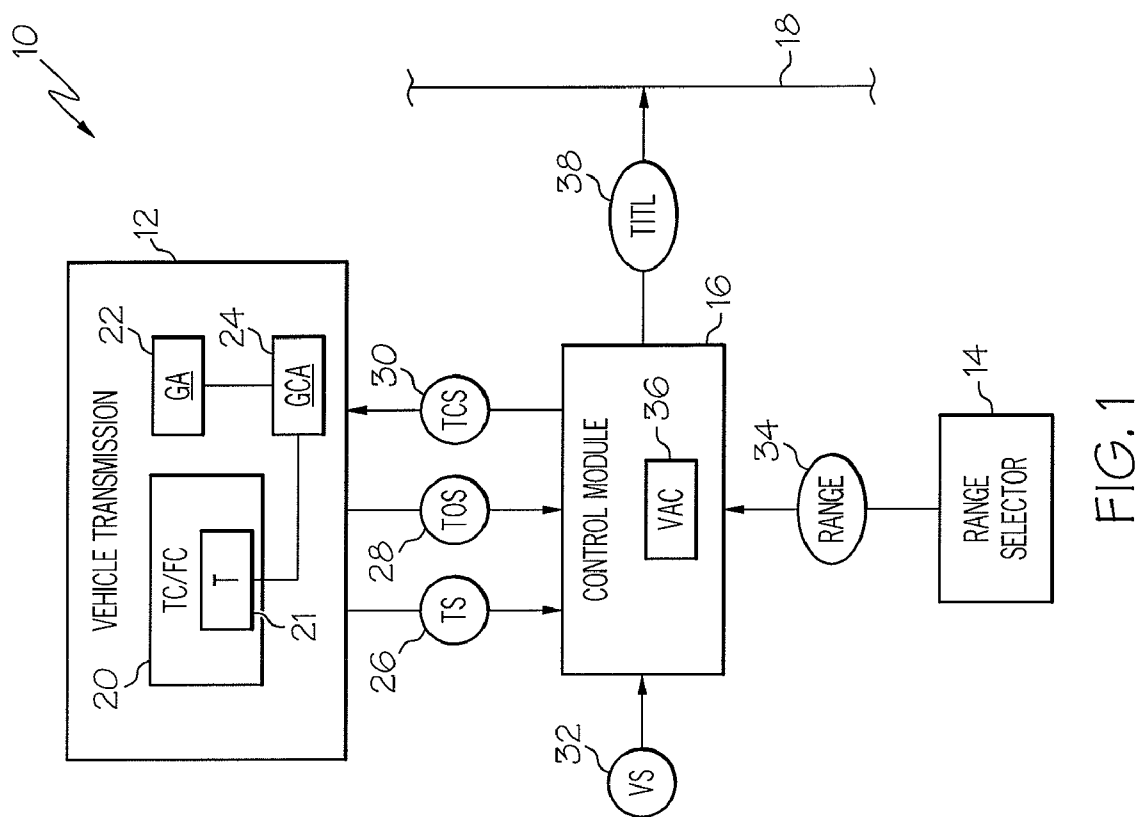 10
12
VEHICLE TRANSMISSION
20
TC/FC
T
21
22
GA
24
GCA
26
TS
28
TOS
30
TCS
32
VS
16
CONTROL MODULE
36
VAC
38
TITL
18
34
RANGE
14
RANGE
SELECTOR
FIG. 1